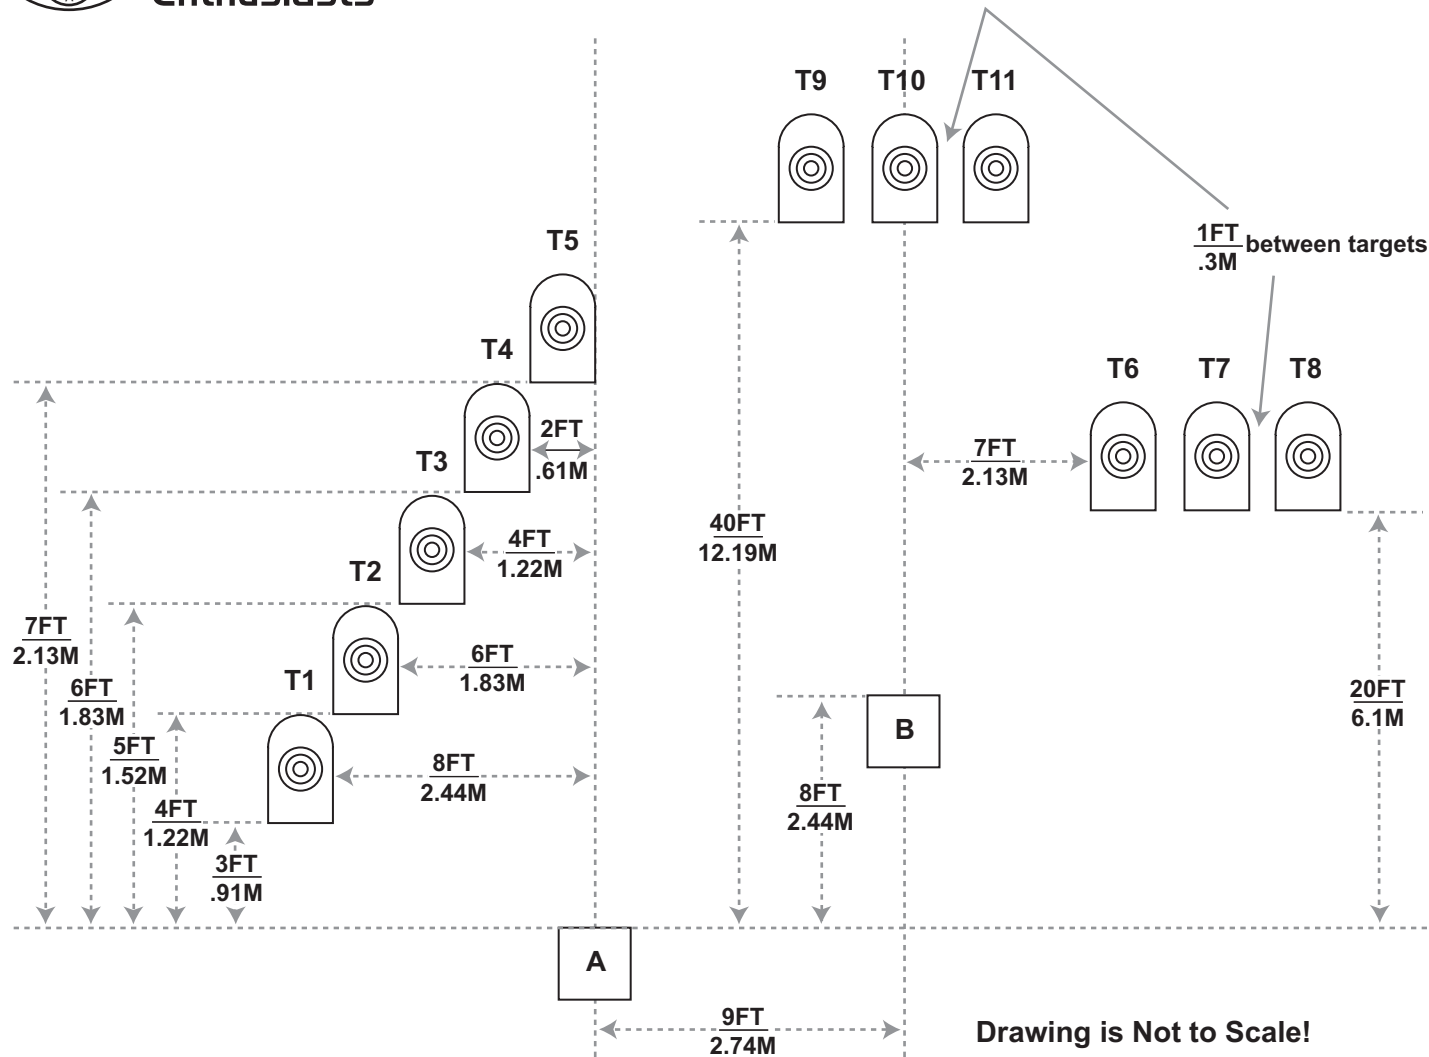 enthusiasts
T9 T10 T11
T5
1FT
.3M
between targets
T4
T6 T7 T8
2FT
.61M
T3
7FT
2.13M
40FT
12.19M
4FT
1.22M
T2
7FT
2.13M
6FT
1.83M
T1
6FT
1.83M
20FT
6.1M
B
5FT
1.52M
8FT
2.44M
4FT
1.22M
8FT
2.44M
3FT
.91M
A
9FT
2.74M
Drawing is Not to Scale!